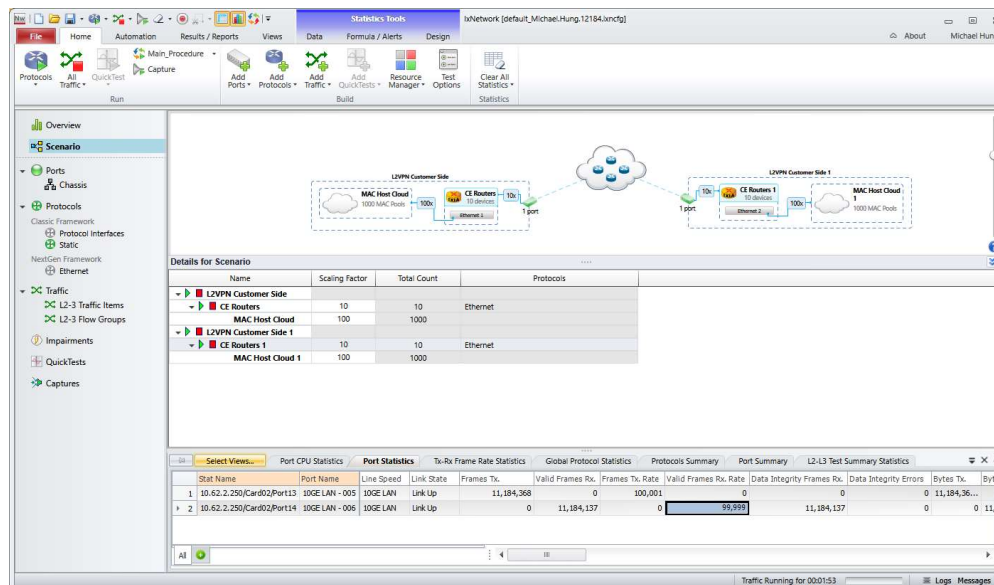 Statistics Tools
IxNetwork [default_Michael.Hung.12184.ixncfg]
File Home Automation Results / Reports Views Data Formula / Alerts Design
About Michael Hun
Protocols
All Traffic
QuickTest
Main_Procedure
Capture
Run
Add Ports
Add Protocols
Add Traffic
Add QuickTests
Resource Manager
Test Options
Build
Clear All Statistics
Statistics
Overview
Scenario
Ports
Chassis
Protocols
Classic Framework
Protocol Interfaces
Static
NextGen Framework
Ethernet
Traffic
L2-3 Traffic Items
L2-3 Flow Groups
Impairments
QuickTests
Captures
L2VPN Customer Side
MAC Host Cloud
1000 MAC Pools
100x
CE Routers
10 devices
Ethernet 1
10x
1 port
L2VPN Customer Side 1
1 port
10x
CE Routers 1
10 devices
Ethernet 2
100x
MAC Host Cloud
1
1000 MAC Pools
Details for Scenario
Name Scaling Factor Total Count Protocols
L2VPN Customer Side
CE Routers 10 10 Ethernet
MAC Host Cloud 100 1000
L2VPN Customer Side 1
CE Routers 1 10 10 Ethernet
MAC Host Cloud 1 100 1000
Select Views... Port CPU Statistics Port Statistics Tx-Rx Frame Rate Statistics Global Protocol Statistics Protocols Summary Port Summary L2-L3 Test Summary Statistics
Stat Name Port Name Line Speed Link State Frames Tx. Valid Frames Rx. Frames Tx. Rate Valid Frames Rx. Rate Data Integrity Frames Rx. Data Integrity Errors Bytes Tx. Byt
1 10.62.2.250/Card02/Port13 10GE LAN - 005 10GE LAN Link Up 11,184,368 0 100,001 0 0 0 11,184,36...
2 10.62.2.250/Card02/Port14 10GE LAN - 006 10GE LAN Link Up 0 11,184,137 0 99,999 11,184,137 0 0 11,
All
Traffic Running for 00:01:53 Logs Messages